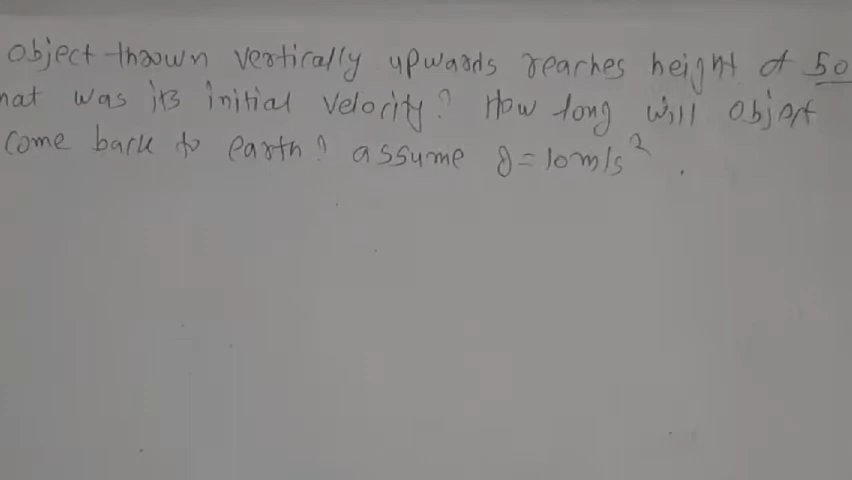 object thrown vertically upwards reaches height of 50
hat was its initial velocity? How long will object
come back to earth? assume g=10m/s².